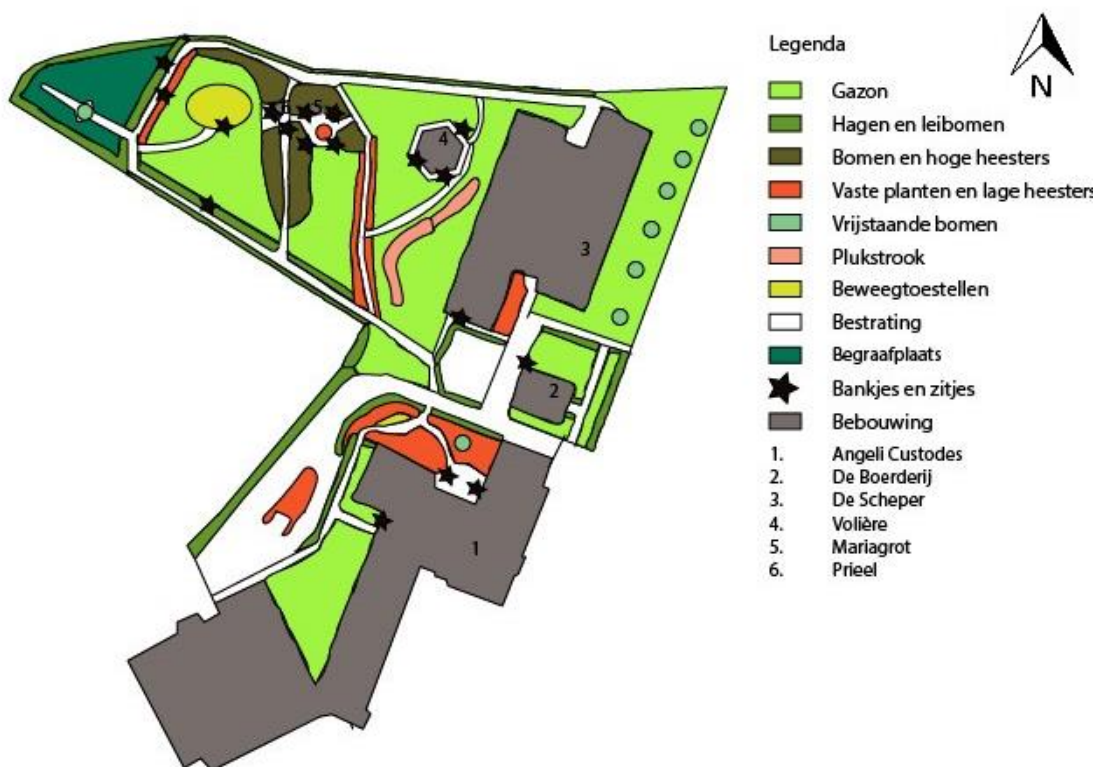 Legenda
N
Gazon
Hagen en leibomen
Bomen en hoge heesters
Vaste planten en lage heesters
Vrijstaande bomen
Plukstrook
Beweegtoestellen
Bestrating
Begraafplaats
Bankjes en zitjes
Bebouwing
1. Angeli Custodes
2. De Boerderij
3. De Scheper
4. Volière
5. Mariagrot
6. Prieel
6
5
4
3
2
1